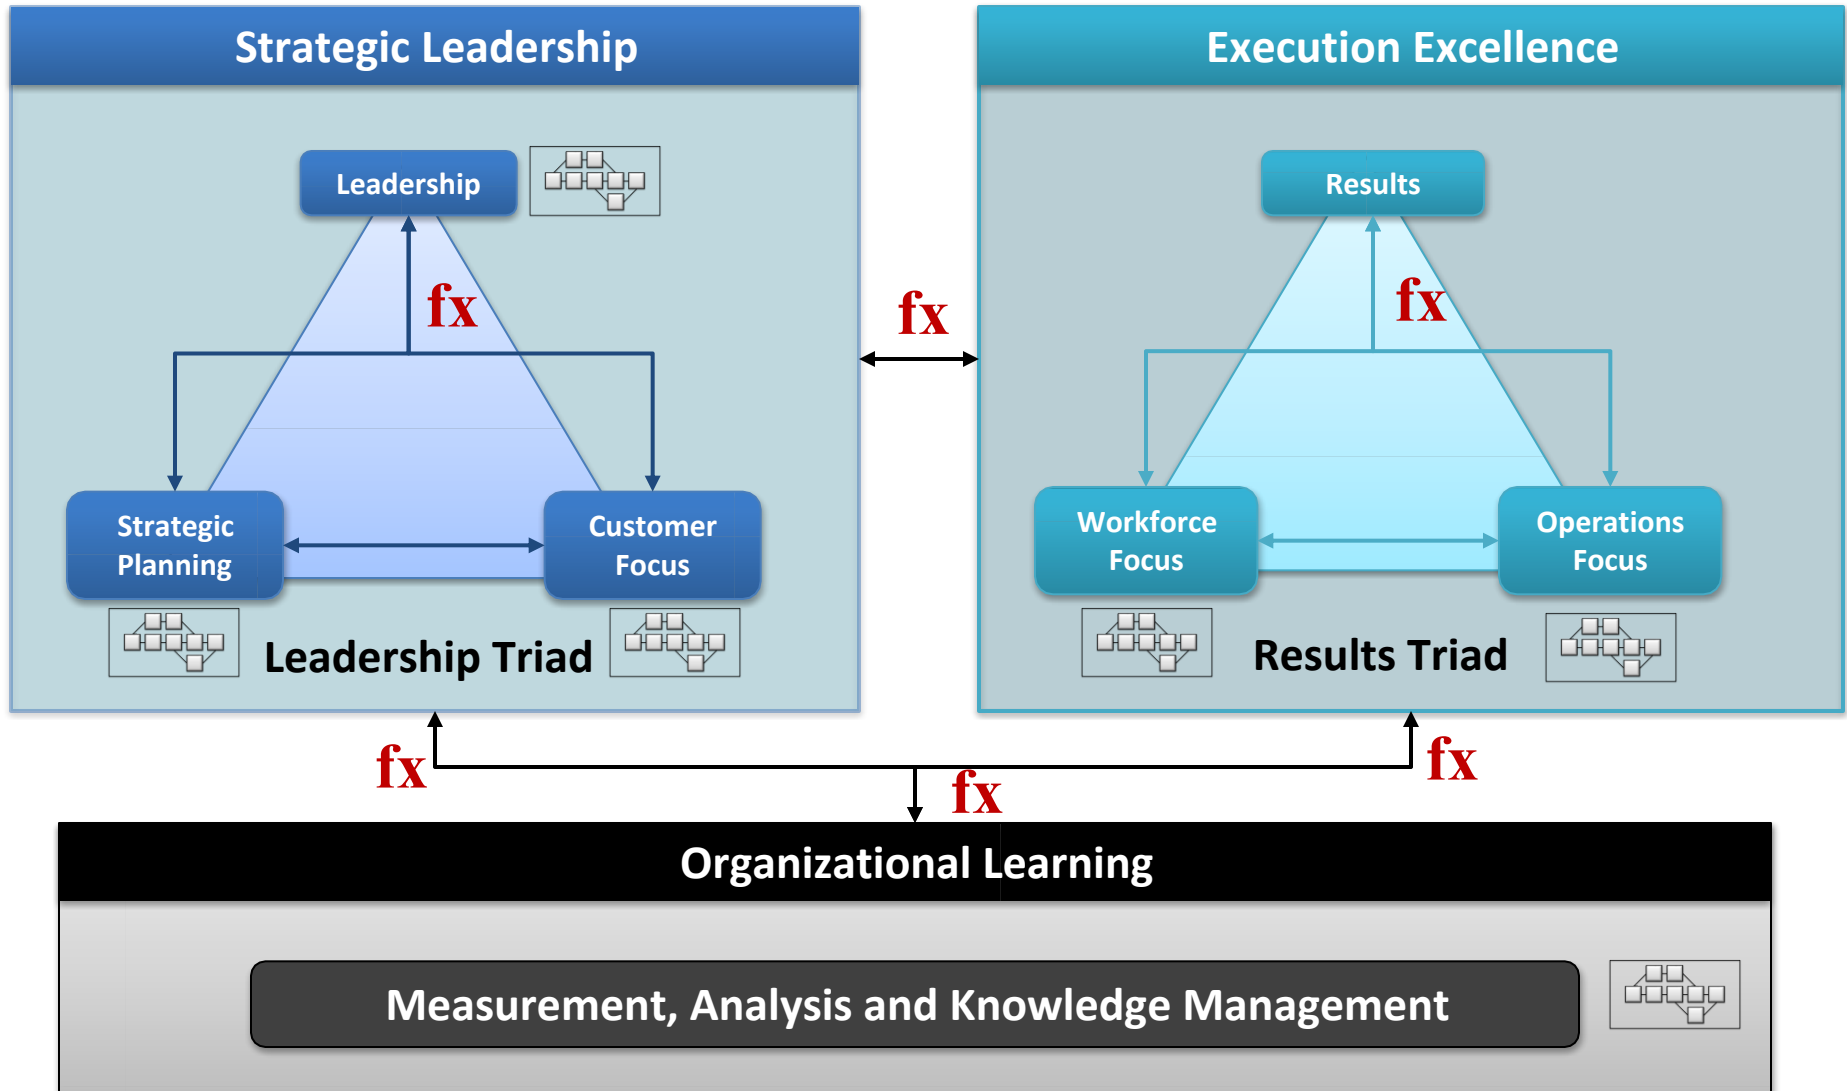 Strategic Leadership
Execution Excellence
Leadership
Results
fx
fx
fx
Strategic
Planning
Customer
Focus
Workforce
Focus
Operations
Focus
Leadership Triad
Results Triad
fx
fx
fx
Organizational Learning
Measurement, Analysis and Knowledge Management